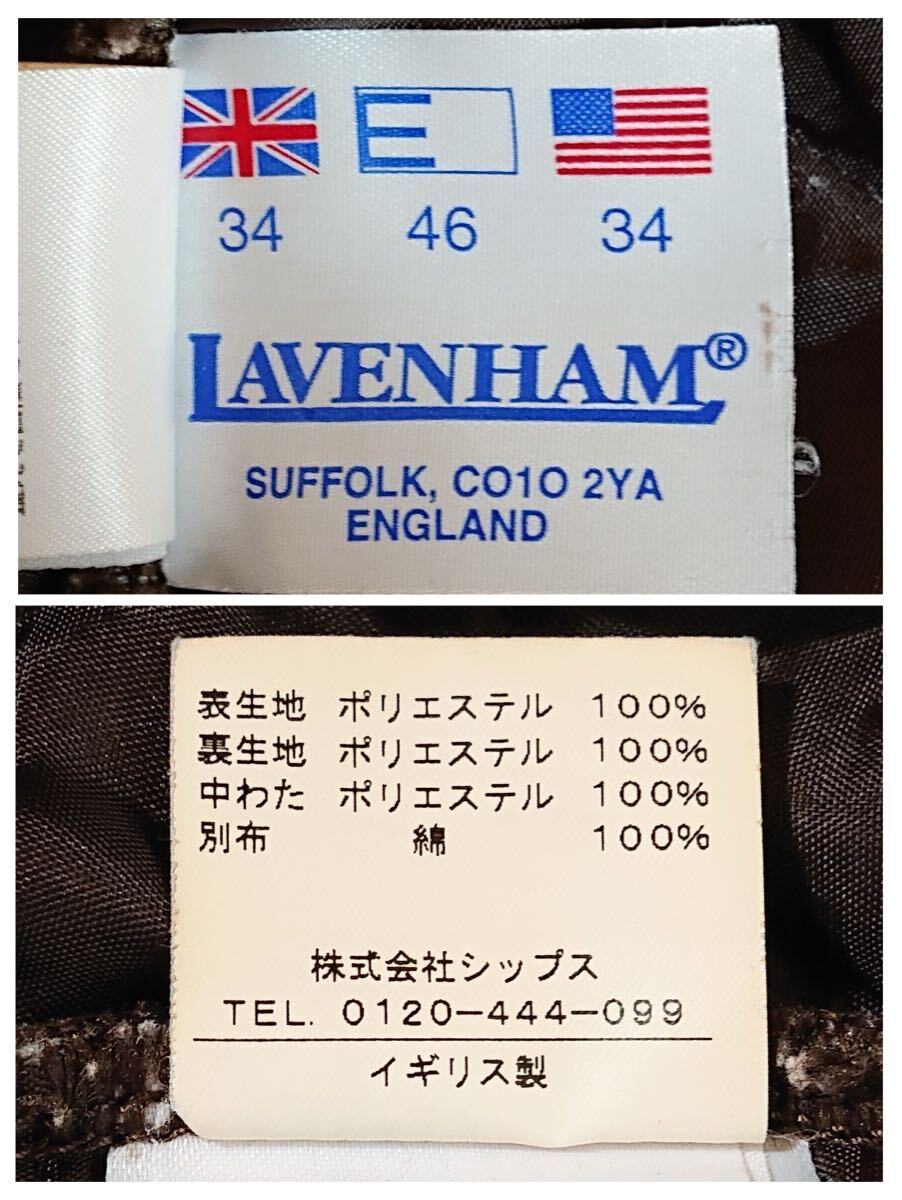 E
34 46 34
LAVENHAM®
SUFFOLK, CO10 2YA
ENGLAND
表生地 ポリエステル 100%
裏生地 ポリエステル 100%
中わた ポリエステル 100%
別布 綿 100%
株式会社シップス
TEL. 0120-444-099
イギリス製